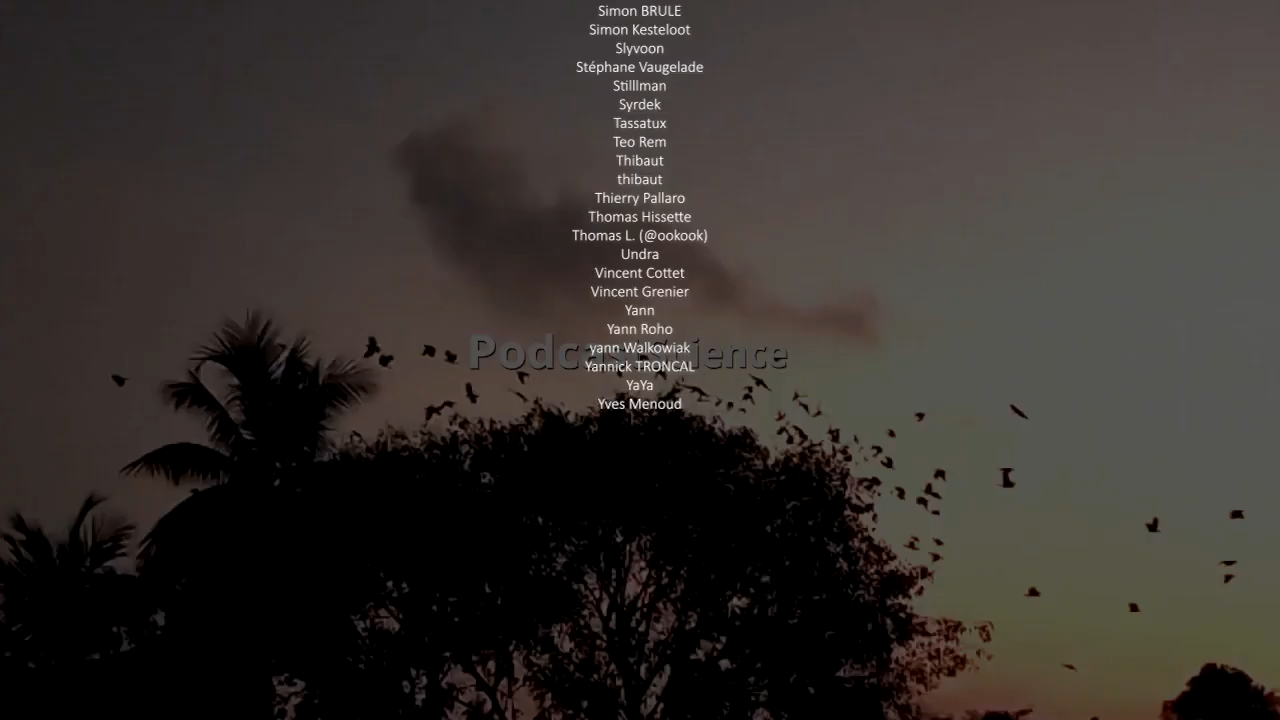 Simon BRULE
Simon Kesteloot
Slyvoon
Stéphane Vaugelade
Stilllman
Syrdek
Tassatux
Teo Rem
Thibaut
thibaut
Thierry Pallaro
Thomas Hissette
Thomas L. (@ookook)
Undra
Vincent Cottet
Vincent Grenier
Yann
Yann Roho
yann Walkowiak
Yannick TRONCAL
YaYa
Yves Menoud